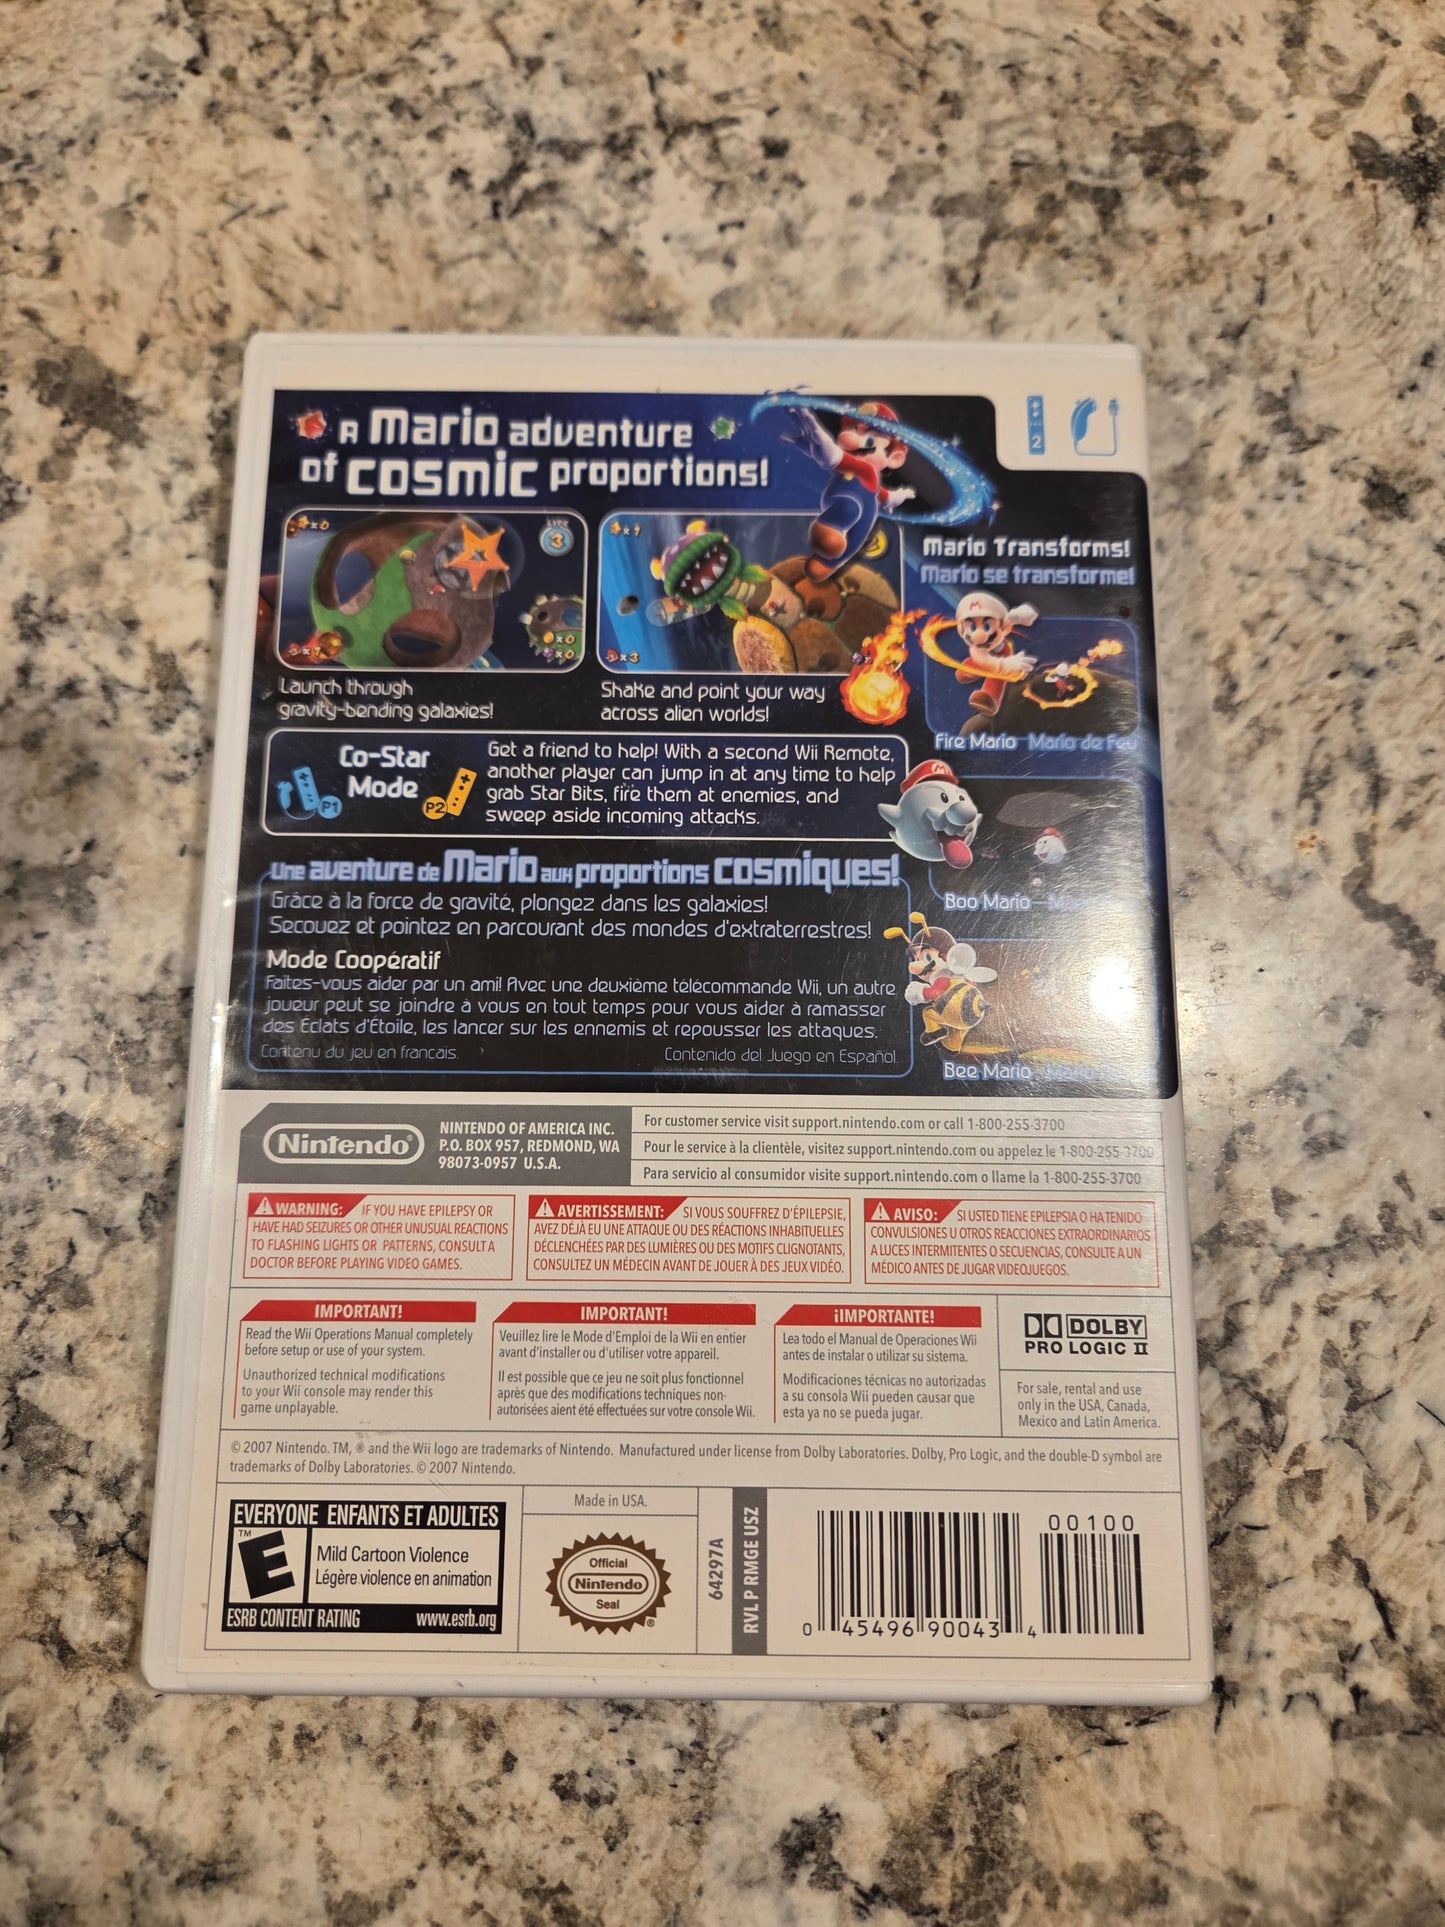 A Mario adventure
of COSMIC proportions!
2
x0
LIFE
3
x1
x0
x0
x1
x3
Launch through
gravity-bending galaxies!
Shake and point your way
across alien worlds!
Mario Transforms!
Mario se transforme!
Fire Mario Mario de Feu
Boo Mario
Bee Mario
Co-Star
Mode
P1
P2
Get a friend to help! With a second Wii Remote,
another player can jump in at any time to help
grab Star Bits, fire them at enemies, and
sweep aside incoming attacks.
Une aventure de Mario aux proportions cosmiques!
Grâce à la force de gravité, plongez dans les galaxies!
Secouez et pointez en parcourant des mondes d'extraterrestres!
Mode Coopératif
Faites-vous aider par un ami! Avec une deuxième télécommande Wii, un autre
joueur peut se joindre à vous en tout temps pour vous aider à ramasser
des Éclats d'Étoile, les lancer sur les ennemis et repousser les attaques.
Contenu du jeu en francais.
Contenido del Juego en Español
Nintendo®
NINTENDO OF AMERICA INC.
P.O. BOX 957, REDMOND, WA
98073-0957 U.S.A.
For customer service visit support.nintendo.com or call 1-800-255-3700
Pour le service à la clientèle, visitez support.nintendo.com ou appelez le 1-800-255-3700
Para servicio al consumidor visite support.nintendo.com o llame la 1-800-255-3700
WARNING: IF YOU HAVE EPILEPSY OR
HAVE HAD SEIZURES OR OTHER UNUSUAL REACTIONS
TO FLASHING LIGHTS OR PATTERNS, CONSULT A
DOCTOR BEFORE PLAYING VIDEO GAMES.
AVERTISSEMENT: SI VOUS SOUFFREZ D'ÉPILEPSIE,
AVEZ DÉJÀ EU UNE ATTAQUE OU DES RÉACTIONS INHABITUELLES
DÉCLENCHÉES PAR DES LUMIÈRES OU DES MOTIFS CLIGNOTANTS,
CONSULTEZ UN MÉDECIN AVANT DE JOUER À DES JEUX VIDÉO.
AVISO: SI USTED TIENE EPILEPSIA O HA TENIDO
CONVULSIONES U OTROS REACCIONES EXTRAORDINARIOS
A LUCES INTERMITENTES O SECUENCIAS, CONSULTE A UN
MÉDICO ANTES DE JUGAR VIDEOJUEGOS.
IMPORTANT!
Read the Wii Operations Manual completely
before setup or use of your system.
Unauthorized technical modifications
to your Wii console may render this
game unplayable.
IMPORTANT!
Veuillez lire le Mode d'Emploi de la Wii en entier
avant d'installer ou d'utiliser votre appareil.
Il est possible que ce jeu ne soit plus fonctionnel
après que des modifications techniques non-
autorisées aient été effectuées sur votre console Wii.
¡IMPORTANTE!
Lea todo el Manual de Operaciones Wii
antes de instalar o utilizar su sistema.
Modificaciones técnicas no autorizadas
a su consola Wii pueden causar que
esta ya no se pueda jugar.
DOLBY
PRO LOGIC II
For sale, rental and use
only in the USA, Canada,
Mexico and Latin America.
© 2007 Nintendo. TM, ® and the Wii logo are trademarks of Nintendo. Manufactured under license from Dolby Laboratories. Dolby, Pro Logic, and the double-D symbol are
trademarks of Dolby Laboratories. © 2007 Nintendo.
EVERYONE ENFANTS ET ADULTES
TM
E
Mild Cartoon Violence
Légère violence en animation
ESRB CONTENT RATING www.esrb.org
Made in USA.
Official
Nintendo
Seal
®
64297A
RVL P RMGE USZ
00100
0 45496 90043 4